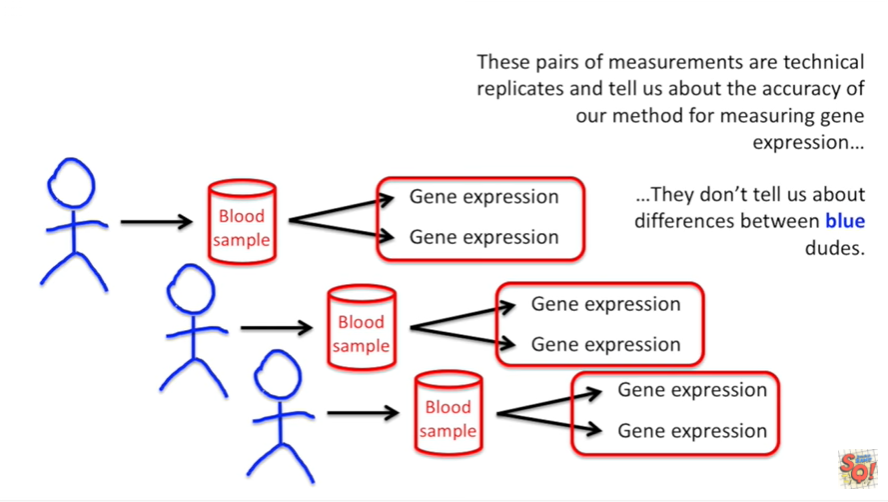 These pairs of measurements are technical
replicates and tell us about the accuracy of
our method for measuring gene
expression…
…They don’t tell us about
differences between blue
dudes.
Blood
sample
Gene expression
Gene expression
Blood
sample
Gene expression
Gene expression
Blood
sample
Gene expression
Gene expression
SO!